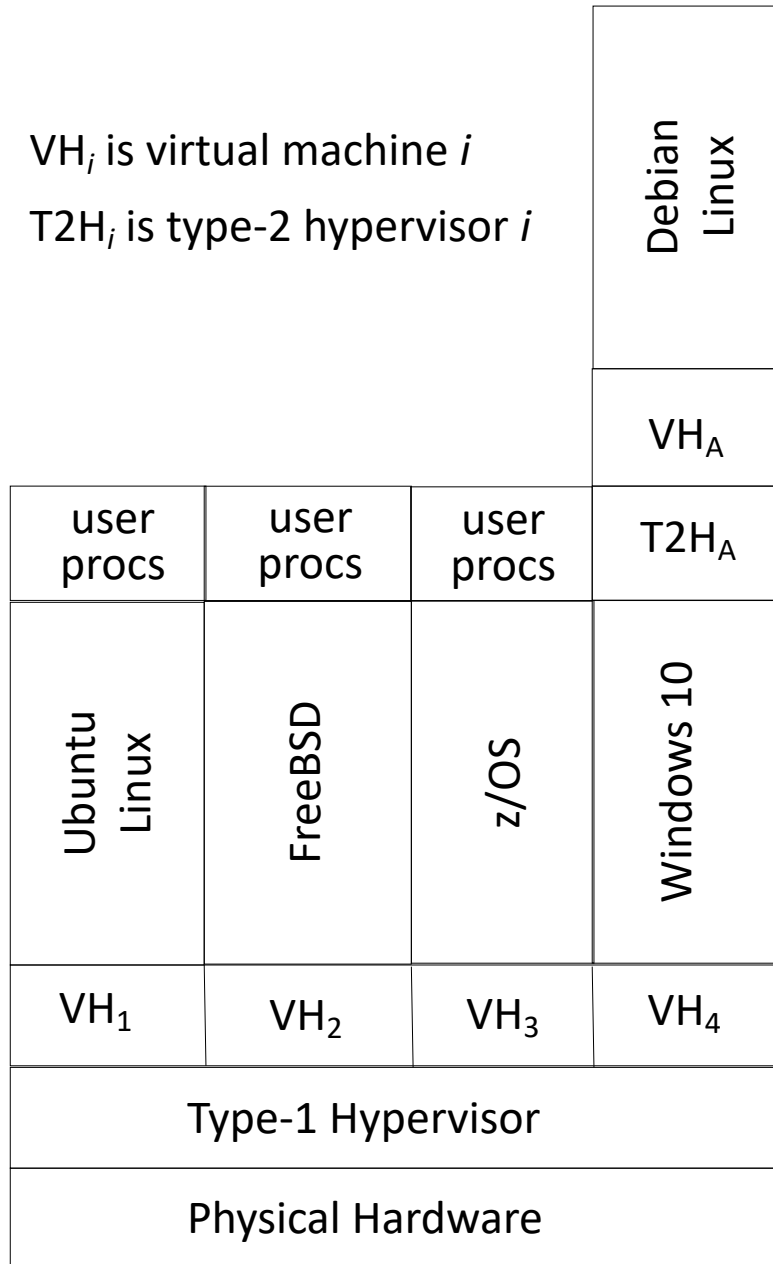 VHi is virtual machine i
T2Hi is type-2 hypervisor i
Debian
Linux
VHA
user
procs
user
procs
user
procs
T2HA
Ubuntu
Linux
FreeBSD
z/OS
Windows 10
VH1
VH2
VH3
VH4
Type-1 Hypervisor
Physical Hardware